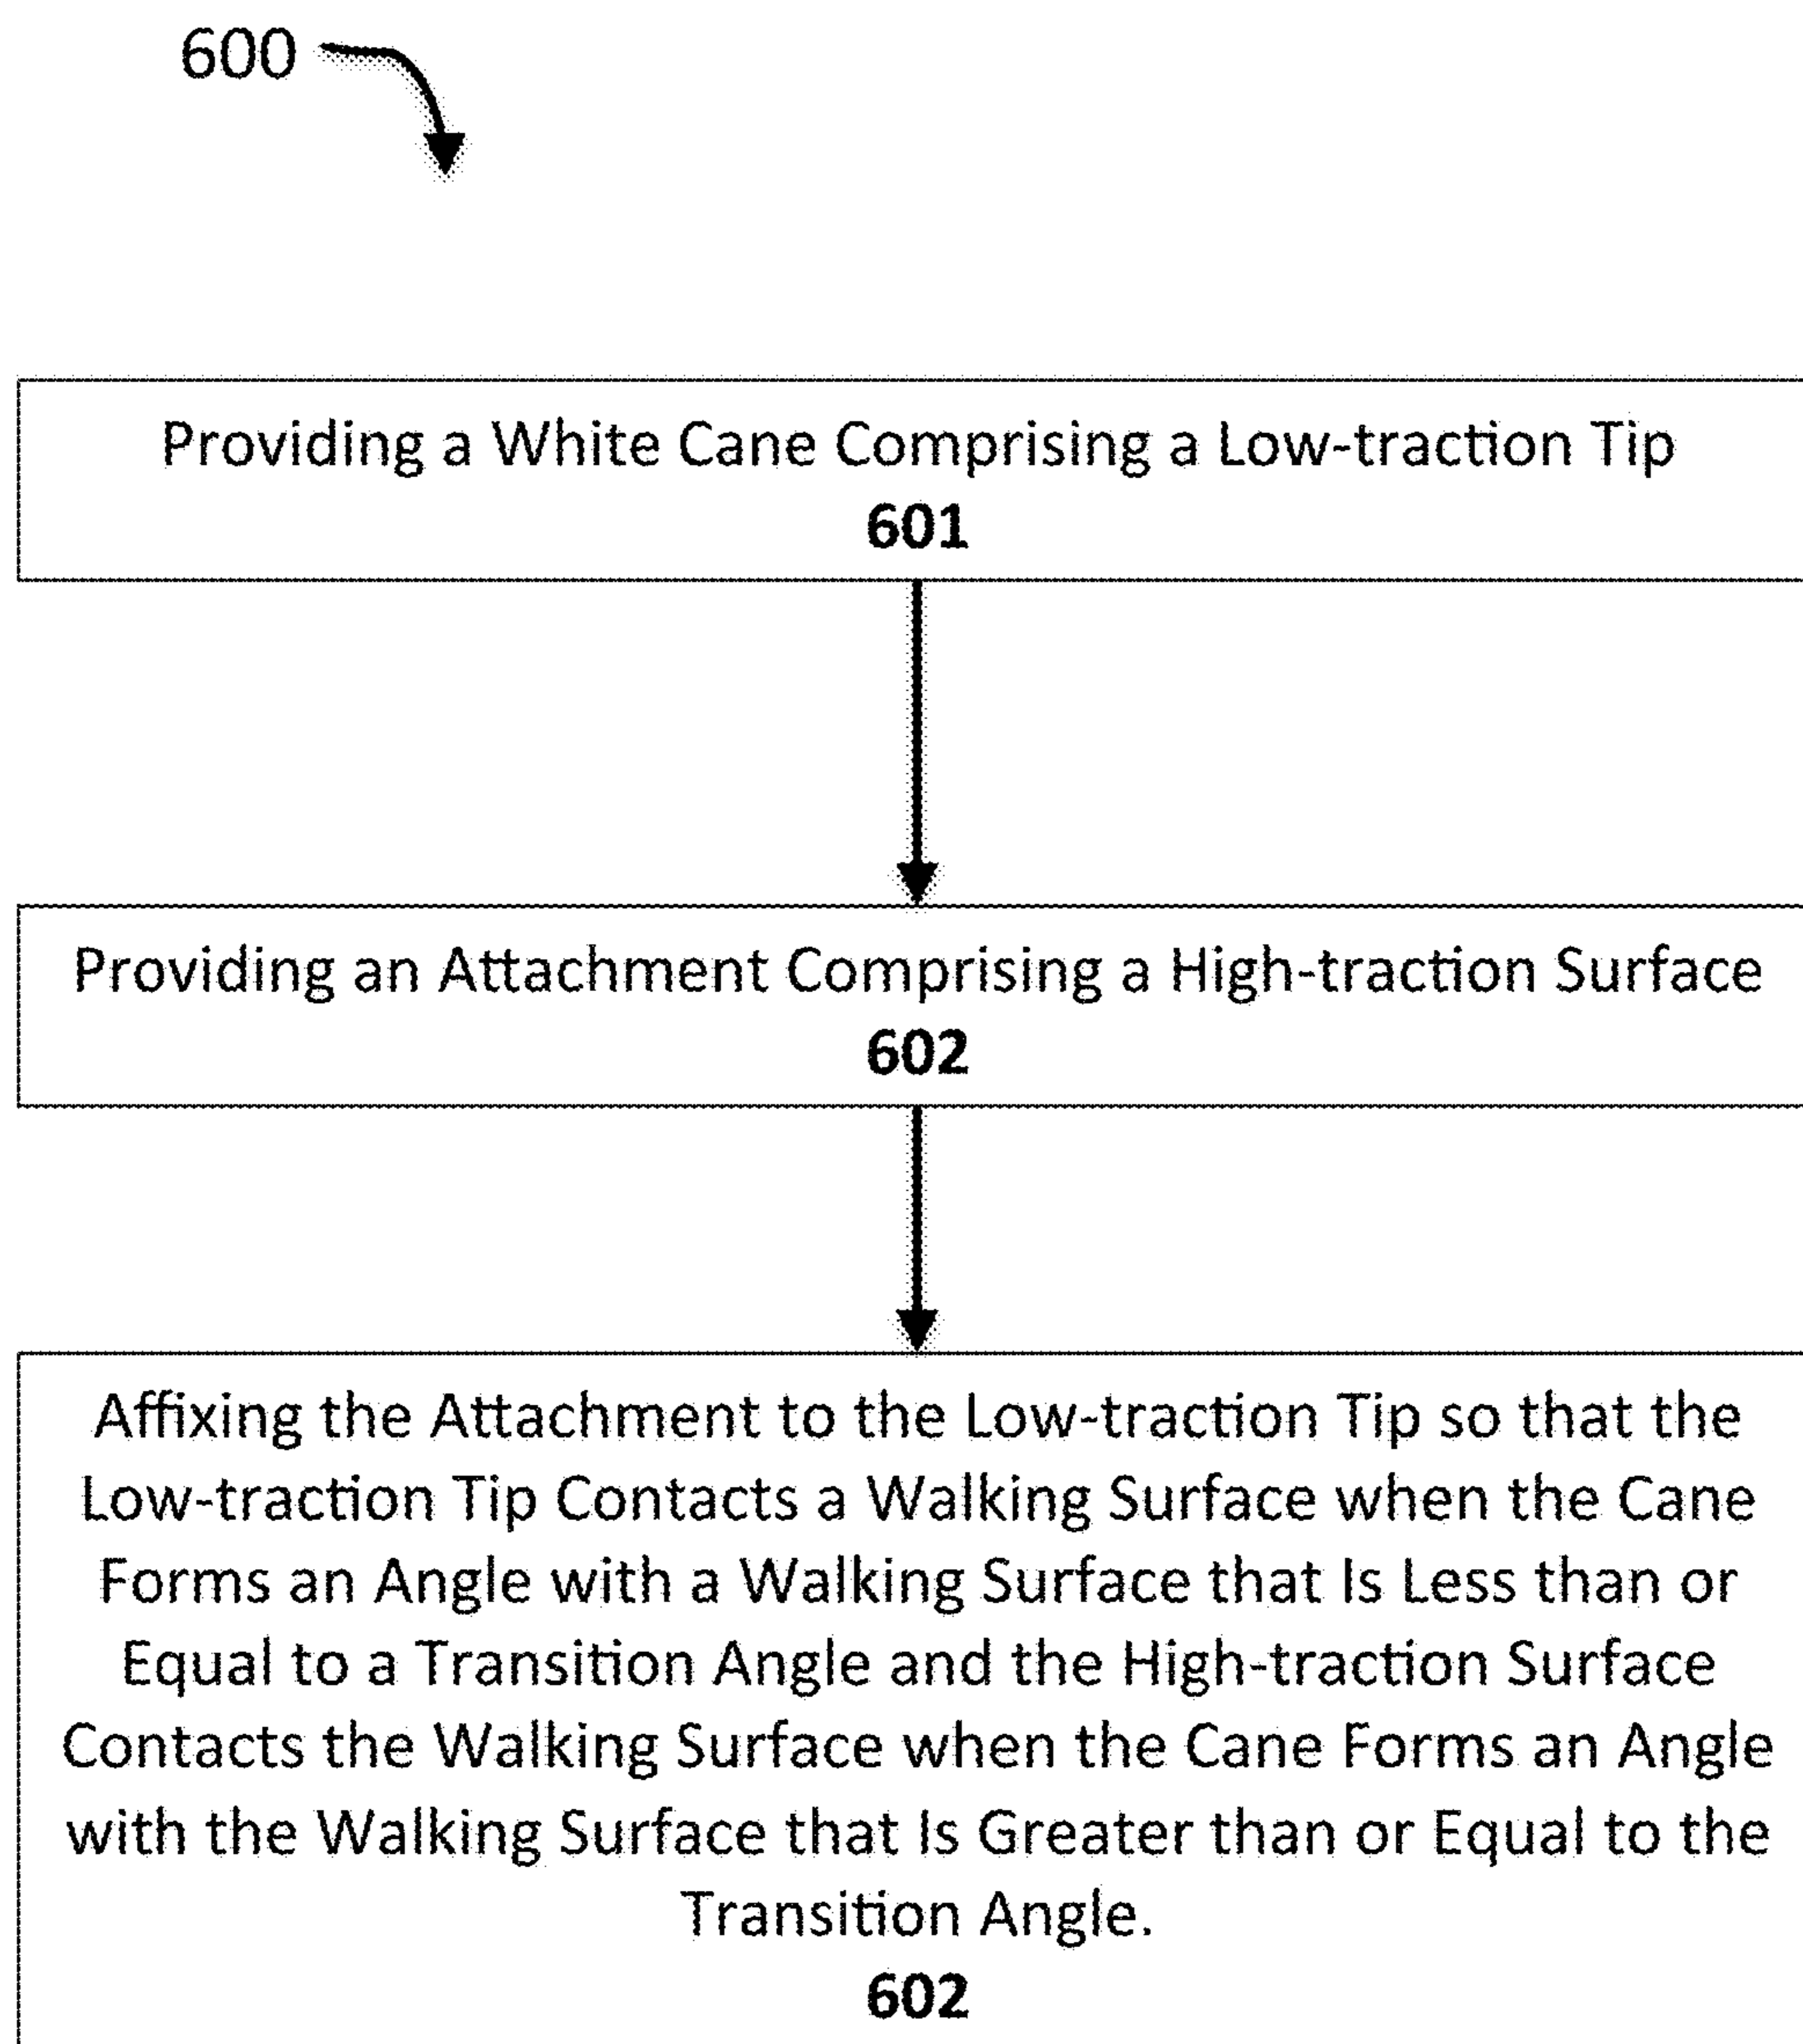 600
Providing a White Cane Comprising a Low-traction Tip
601
Providing an Attachment Comprising a High-traction Surface
602
Affixing the Attachment to the Low-traction Tip so that the
Low-traction Tip Contacts a Walking Surface when the Cane
Forms an Angle with a Walking Surface that Is Less than or
Equal to a Transition Angle and the High-traction Surface
Contacts the Walking Surface when the Cane Forms an Angle
with the Walking Surface that Is Greater than or Equal to the
Transition Angle.
602